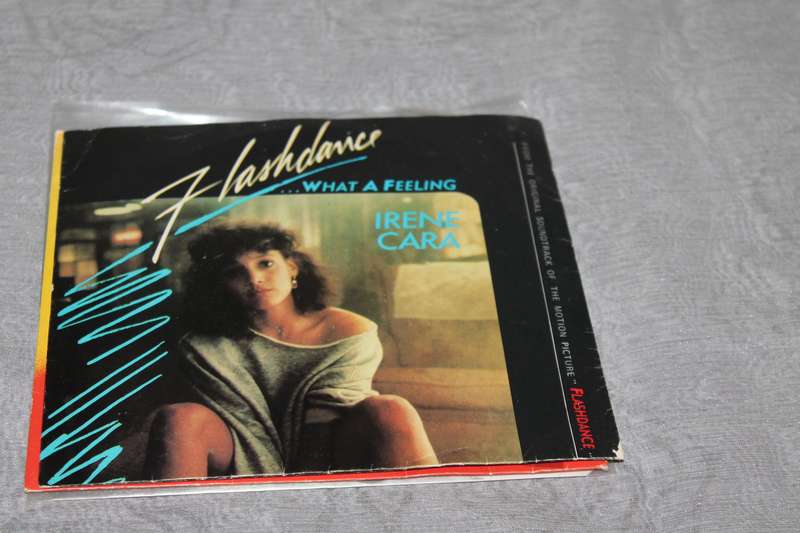 Flashdance
...WHAT A FEELING
IRENE
CARA
FROM THE ORIGINAL SOUNDTRACK OF THE MOTION PICTURE "FLASHDANCE